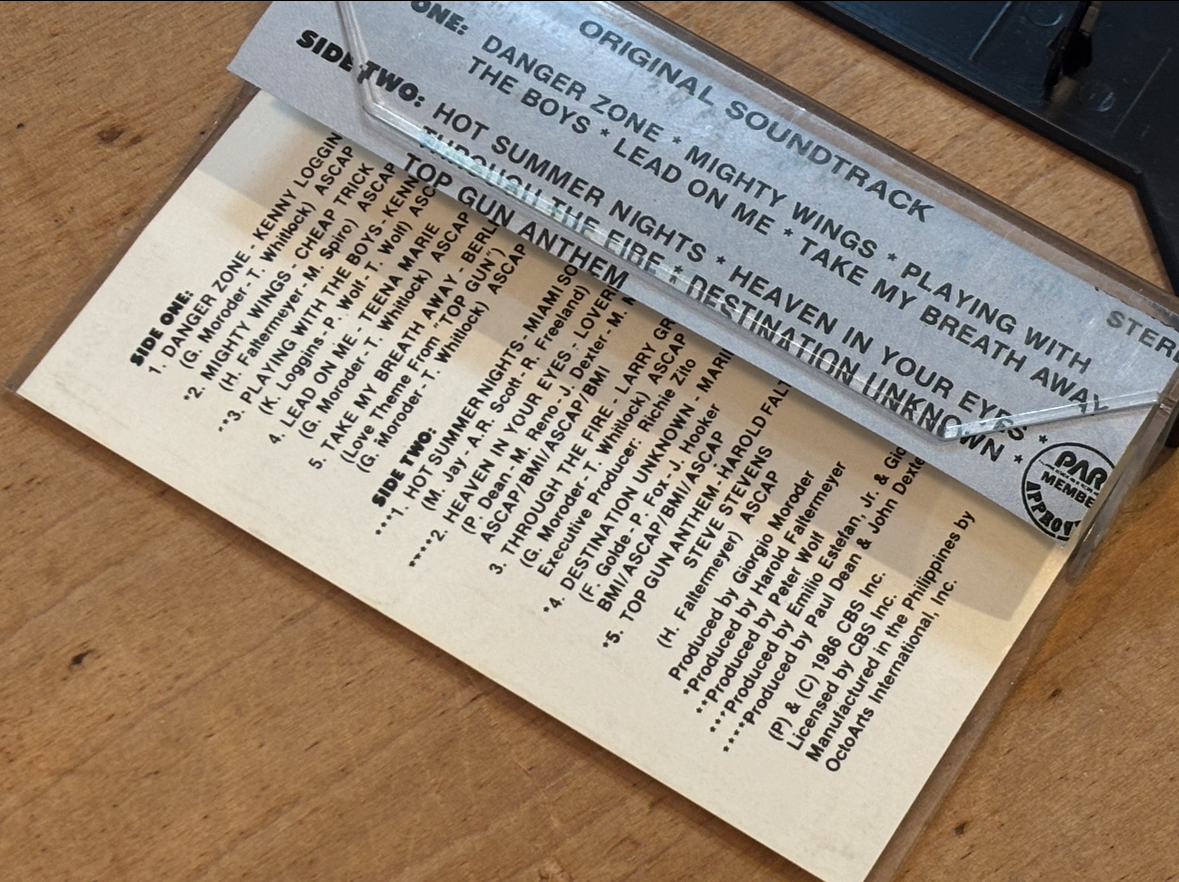 ORIGINAL SOUNDTRACK
STERE
ONE: DANGER ZONE * MIGHTY WINGS * PLAYING WITH
THE BOYS * LEAD ON ME * TAKE MY BREATH AWAY
SIDE TWO: HOT SUMMER NIGHTS * HEAVEN IN YOUR EYES *
THROUGH THE FIRE * DESTINATION UNKNOWN *
TOP GUN ANTHEM
PAR
MEMBE
APPRO
SIDE ONE:
1. DANGER ZONE - KENNY LOGGIN
(G. Moroder - T. Whitlock) ASCAP
*2. MIGHTY WINGS - CHEAP TRICK
(H. Faltermeyer - M. Spiro) ASCAP
**3. PLAYING WITH THE BOYS - KENN
(K. Loggins - P. Wolf - T. Wolf) ASC
4. LEAD ON ME - TEENA MARIE
(G. Moroder - T. Whitlock) ASCAP
5. TAKE MY BREATH AWAY - BERL
(Love Theme From "TOP GUN")
(G. Moroder - T. Whitlock) ASCAP
SIDE TWO:
***1. HOT SUMMER NIGHTS - MIAMI SO
(M. Jay - A.R. Scott - R. Freeland)
****2. HEAVEN IN YOUR EYES - LOVER
(P. Dean - M. Reno - J. Dexter - M.
ASCAP/BMI/ASCAP/BMI
3. THROUGH THE FIRE - LARRY GR
(G. Moroder - T. Whitlock) ASCAP
Executive Producer: Richie Zito
*4. DESTINATION UNKNOWN - MARI
(F. Golde - P. Fox - J. Hooker
BMI/ASCAP/BMI/ASCAP
*5. TOP GUN ANTHEM - HAROLD FALT
STEVE STEVENS
(H. Faltermeyer) ASCAP
Produced by Giorgio Moroder
*Produced by Harold Faltermeyer
**Produced by Peter Wolf
***Produced by Emilio Estefan, Jr. & Gio
****Produced by Paul Dean & John Dexte
(P) & (C) 1986 CBS Inc.
Licensed by CBS Inc.
Manufactured in the Philippines by
OctoArts International, Inc.